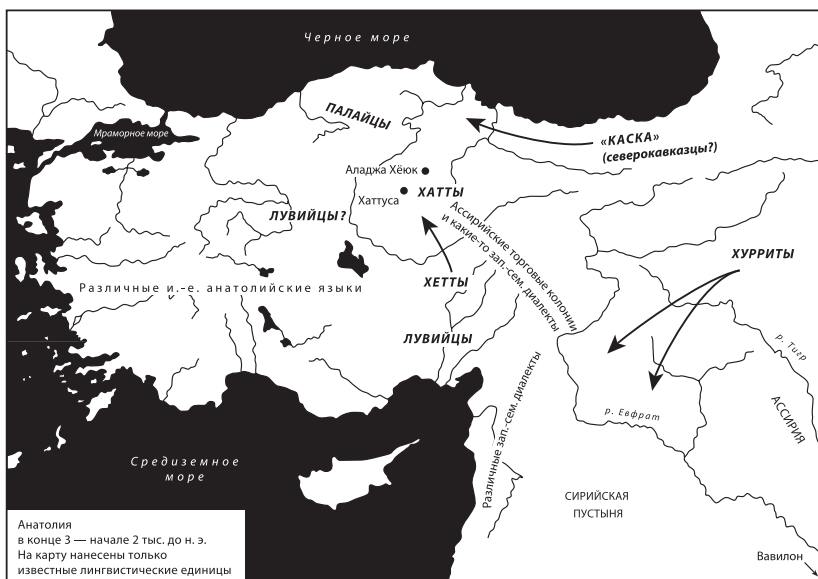 Черное море
ПАЛАЙЦЫ
«КАСКА»
(северокавказцы?)
Мраморное море
Аладжа Хёюк
Хаттуса
ХАТТЫ
ЛУВИЙЦЫ?
Ассирийские торговые колонии
и какие-то зап.-сем. диалекты
ХУРРИТЫ
ХЕТТЫ
Различные и.-е. анатолийские языки
ЛУВИЙЦЫ
р. Тигр
Различные зап.-сем. диалекты
р. Евфрат
АССИРИЯ
Средиземное
море
СИРИЙСКАЯ
ПУСТЫНЯ
Анатолия
в конце 3 — начале 2 тыс. до н. э.
На карту нанесены только
известные лингвистические единицы
Вавилон